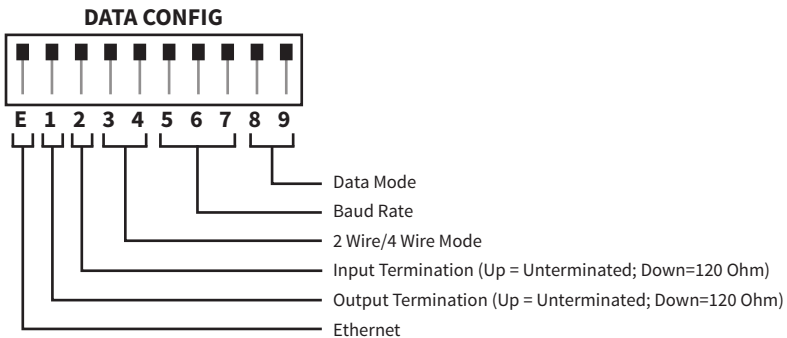 DATA CONFIG
E 1 2 3 4 5 6 7 8 9
Data Mode
Baud Rate
2 Wire/4 Wire Mode
Input Termination (Up = Unterminated; Down=120 Ohm)
Output Termination (Up = Unterminated; Down=120 Ohm)
Ethernet